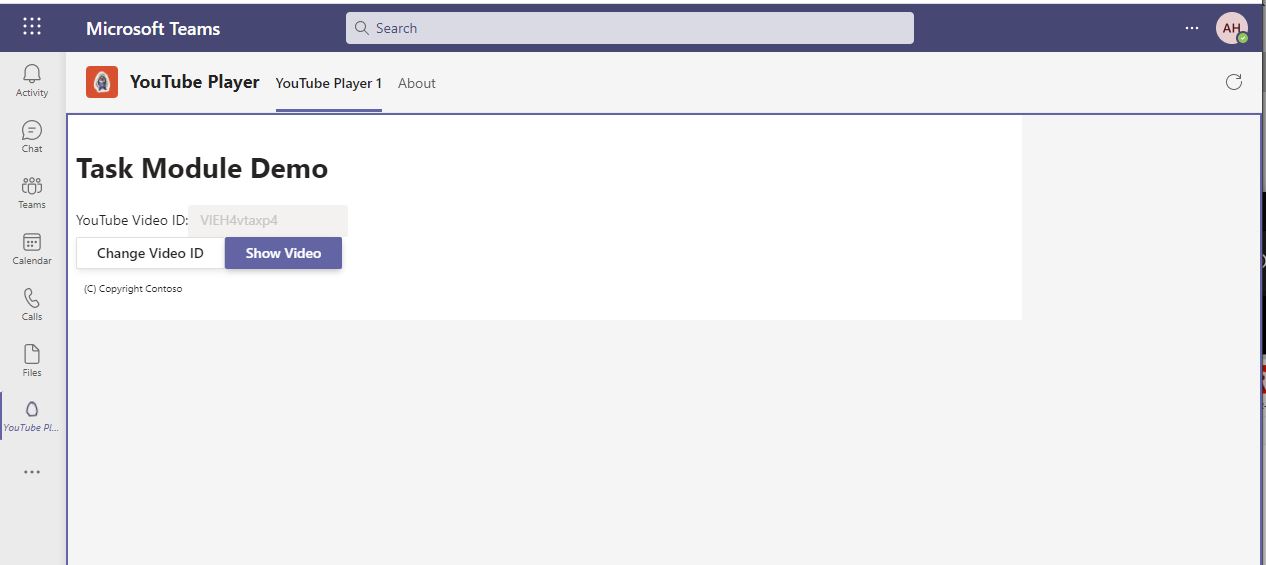 Microsoft Teams
Search
AH
Activity
Chat
Teams
Calendar
Calls
Files
YouTube Pl...
YouTube Player
YouTube Player 1
About
Task Module Demo
YouTube Video ID: VIEH4vtaxp4
Change Video ID
Show Video
(C) Copyright Contoso